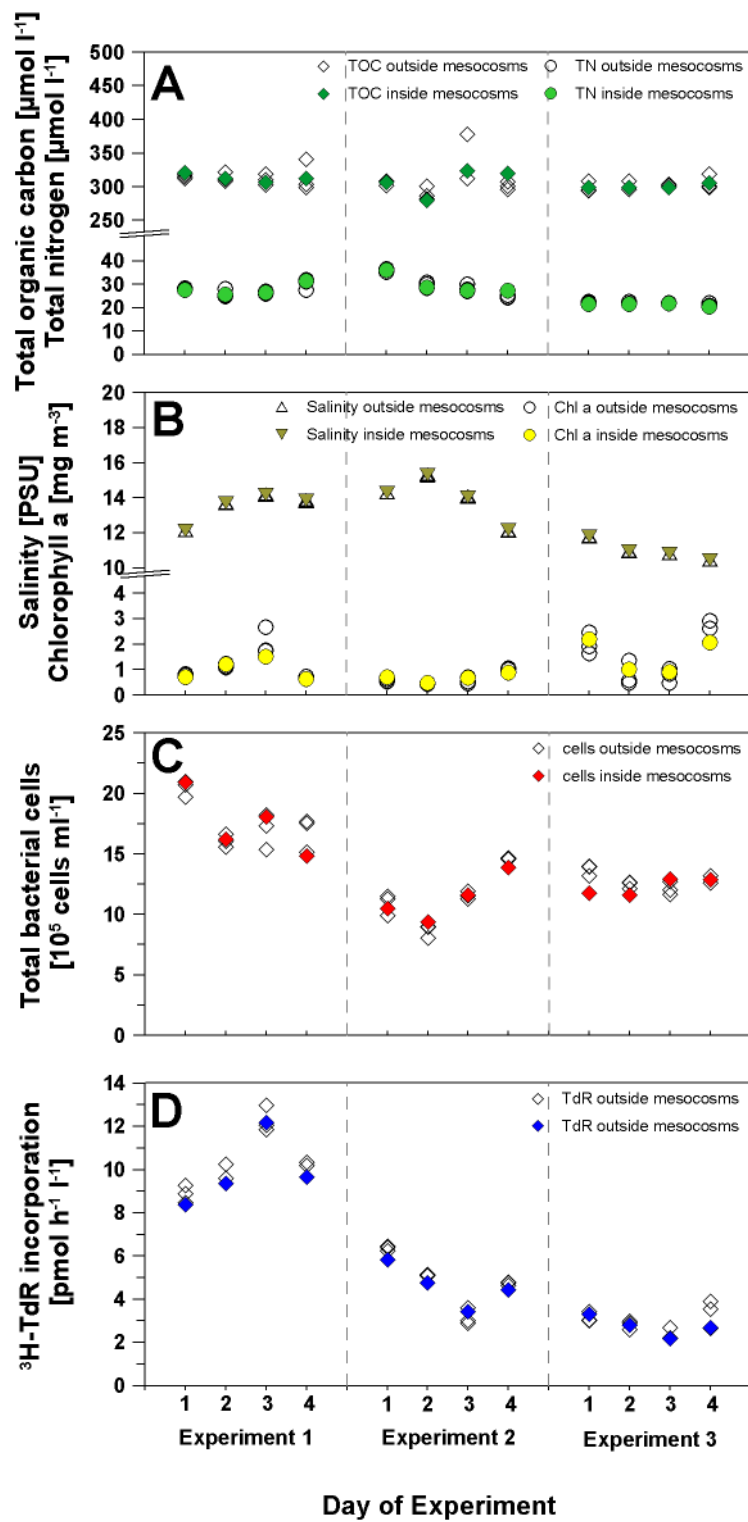 Total organic carbon [µmol l-1]
Total nitrogen [µmol l-1]
500
450
400
350
300
250
40
30
20
10
0
A
TOC outside mesocosms
TN outside mesocosms
TOC inside mesocosms
TN inside mesocosms
Salinity [PSU]
Chlorophyll a [mg m-3]
20
18
16
14
12
10
4
3
2
1
0
B
Salinity outside mesocosms
Chl a outside mesocosms
Salinity inside mesocosms
Chl a inside mesocosms
Total bacterial cells
[10⁵ cells ml-1]
25
20
15
10
5
0
C
cells outside mesocosms
cells inside mesocosms
³H-TdR incorporation
[pmol h-1 l-1]
14
12
10
8
6
4
2
0
D
TdR outside mesocosms
TdR outside mesocosms
1 2 3 4 1 2 3 4 1 2 3 4
Experiment 1 Experiment 2 Experiment 3
Day of Experiment